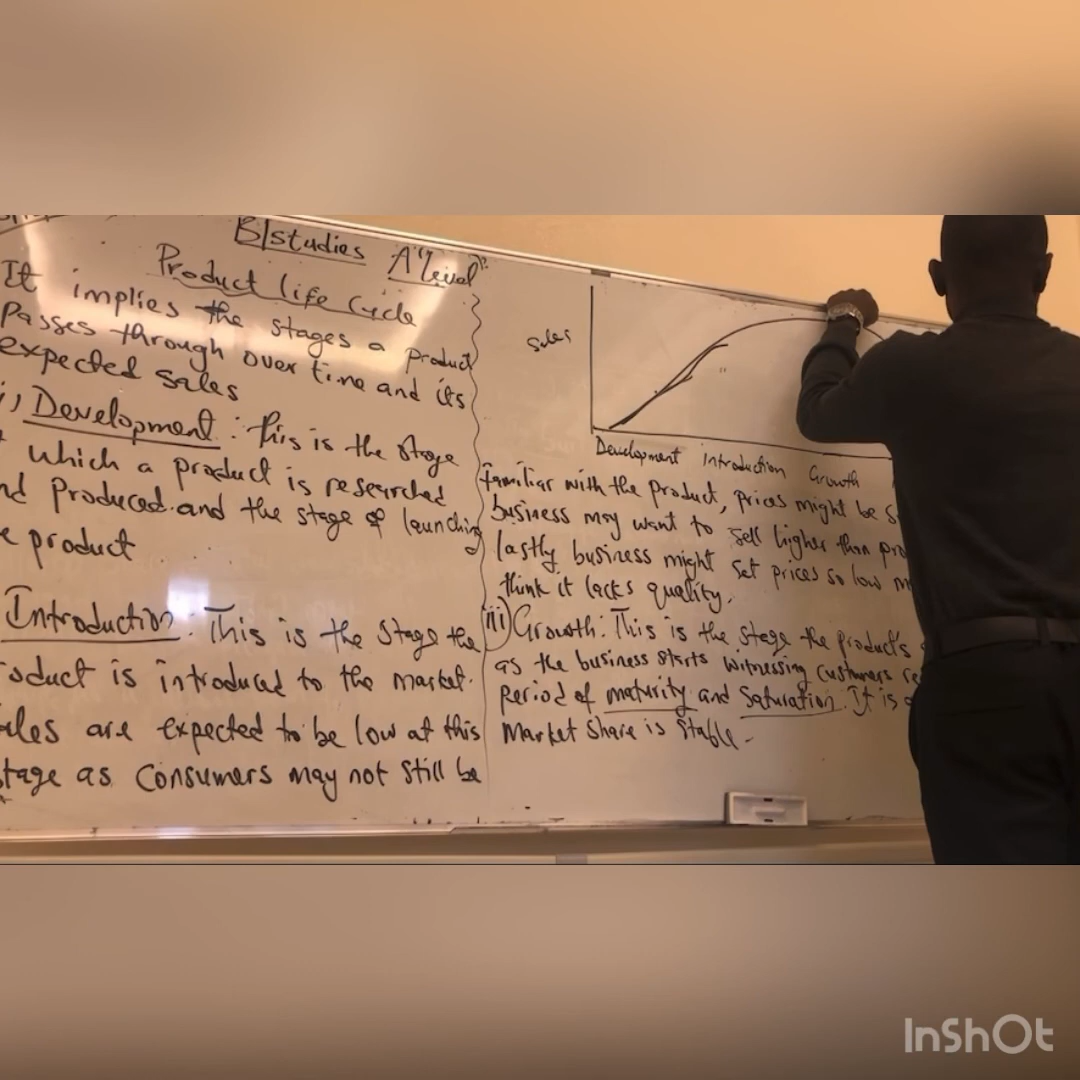 B/Studies A"level"
Product life Cycle
It implies the stages a product
Passes through over time and its
expected sales
Development: This is the stage
which a product is researched
Produced and the stage of launching
product
Introduction: This is the stage the
is introduced to the market.
are expected to be low at this
as Consumers may not still be
Sales
Development Introduction Growth
familiar with the product, prices might be
business may want to sell higher than
lastly business might set prices so low
think it lacks quality.
iii) Growth: This is the stage the product's
as the business starts witnessing customers
period of maturity and saturation. It is
Market share is stable.
InShOt